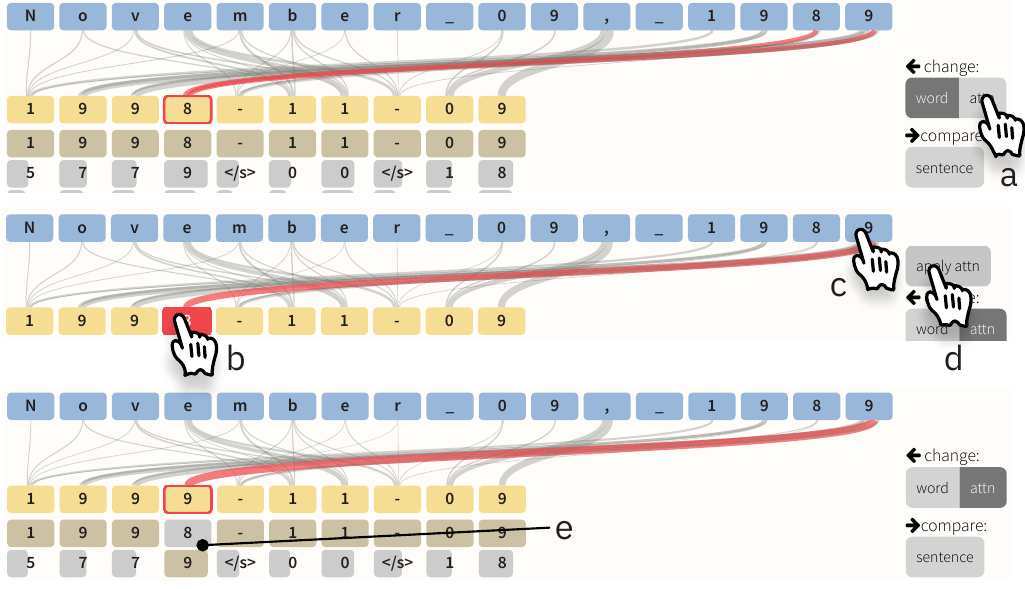 N o v e m b e r _ 0 9 , _ 1 9 8 9
← change:
1 9 9 8 - 1 1 - 0 9
word
1 9 9 8 - 1 1 - 0 9
→compare
5 7 7 9 </s> 0 0 </s> 1 8
sentence
a
N o v e m b e r _ 0 9 , _ 1 9 8 9
apply attn
c
1 9 9 - 1 1 - 0 9
word attn
b
d
N o v e m b e r _ 0 9 , _ 1 9 8 9
← change:
1 9 9 9 - 1 1 - 0 9
word attn
→compare:
1 9 9 8 - 1 1 - 0 9
e
5 7 7 9 </s> 0 0 </s> 1 8
sentence